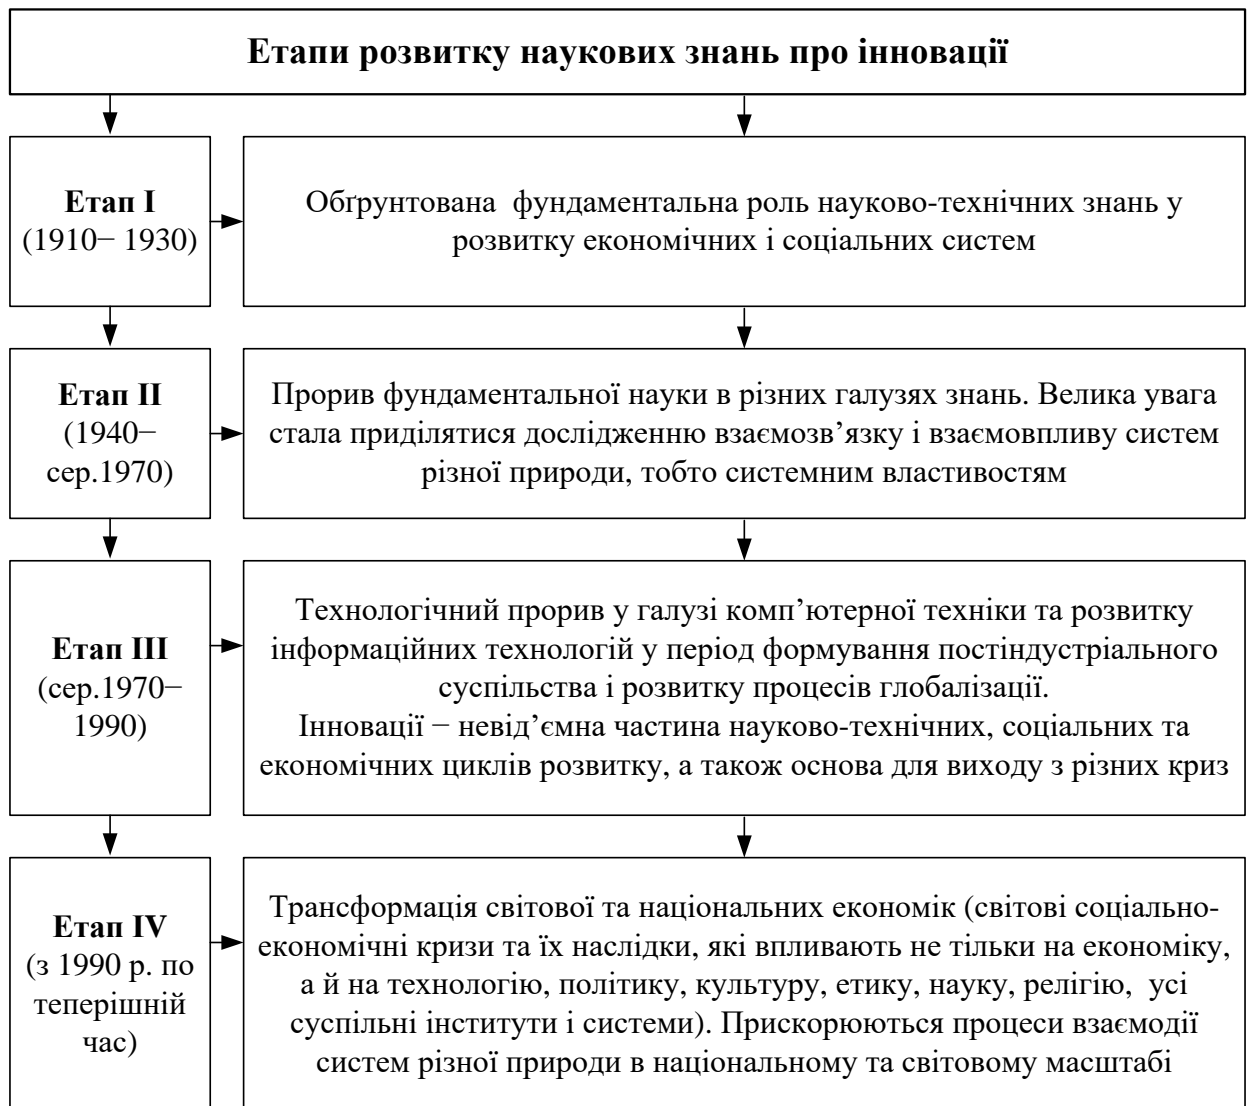 Етапи розвитку наукових знань про інновації
Етап I
(1910− 1930)
Обґрунтована  фундаментальна роль науково-технічних знань у
розвитку економічних і соціальних систем
Етап II
(1940−
сер.1970)
Прорив фундаментальної науки в різних галузях знань. Велика увага
стала приділятися дослідженню взаємозв’язку і взаємовпливу систем
різної природи, тобто системним властивостям
Етап III
(сер.1970−
1990)
Технологічний прорив у галузі комп’ютерної техніки та розвитку
інформаційних технологій у період формування постіндустріального
суспільства і розвитку процесів глобалізації.
Інновації − невід’ємна частина науково-технічних, соціальних та
економічних циклів розвитку, а також основа для виходу з різних криз
Етап IV
(з 1990 р. по
теперішній
час)
Трансформація світової та національних економік (світові соціально-
економічні кризи та їх наслідки, які впливають не тільки на економіку,
а й на технологію, політику, культуру, етику, науку, релігію,  усі
суспільні інститути і системи). Прискорюються процеси взаємодії
систем різної природи в національному та світовому масштабі